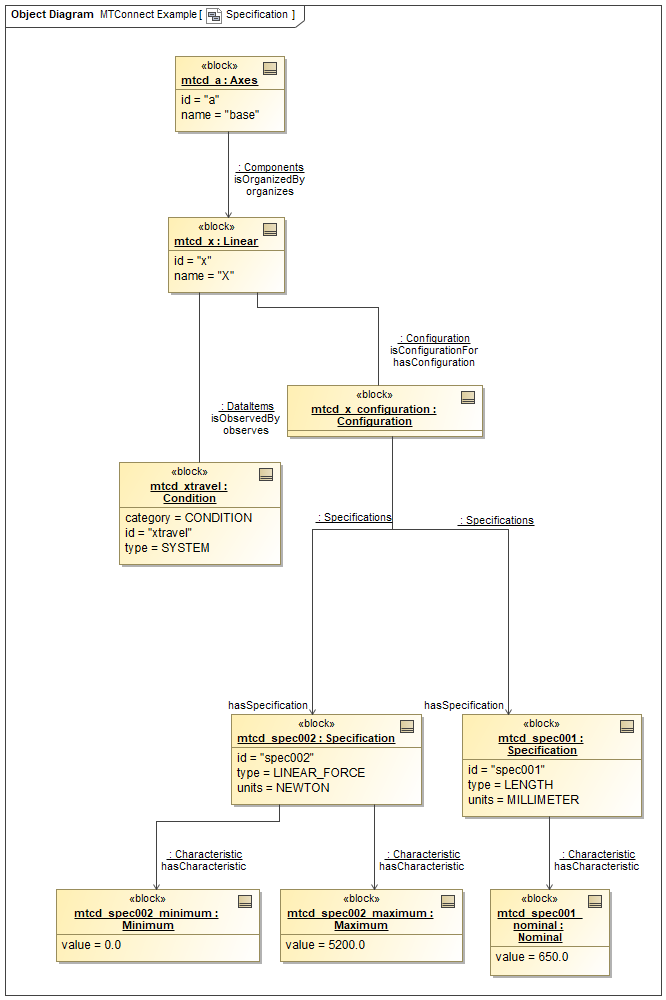 Object Diagram MTConnect Example [ Specification ]
«block»
mtcd_a : Axes
id = "a"
name = "base"
: Components
isOrganizedBy
organizes
«block»
mtcd_x : Linear
id = "x"
name = "X"
: Configuration
isConfigurationFor
hasConfiguration
«block»
mtcd_x_configuration :
Configuration
: DataItems
isObservedBy
observes
«block»
mtcd_xtravel :
Condition
category = CONDITION
id = "xtravel"
type = SYSTEM
: Specifications
: Specifications
hasSpecification
hasSpecification
«block»
mtcd_spec002 : Specification
id = "spec002"
type = LINEAR_FORCE
units = NEWTON
«block»
mtcd_spec001 :
Specification
id = "spec001"
type = LENGTH
units = MILLIMETER
: Characteristic
hasCharacteristic
: Characteristic
hasCharacteristic
: Characteristic
hasCharacteristic
«block»
mtcd_spec002_minimum :
Minimum
value = 0.0
«block»
mtcd_spec002_maximum :
Maximum
value = 5200.0
«block»
mtcd_spec001_
nominal :
Nominal
value = 650.0